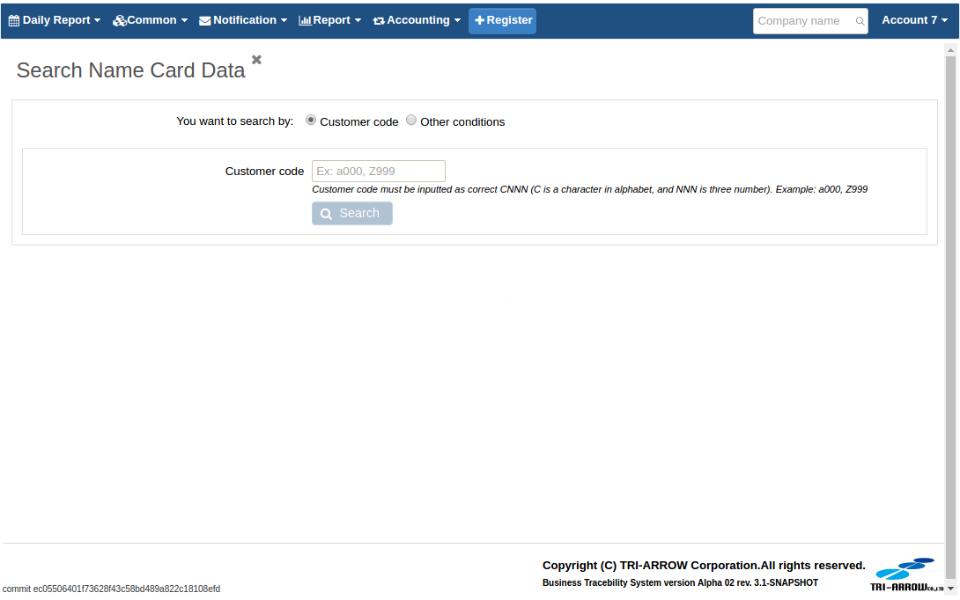 Daily Report Common Notification Report Accounting Register Company name Account 7
Search Name Card Data
You want to search by: Customer code Other conditions
Customer code Ex: a000, Z999
Customer code must be inputted as correct CNNN (C is a character in alphabet, and NNN is three number). Example: a000, Z999
Search
Copyright (C) TRI-ARROW Corporation.All rights reserved.
Business Tracebility System version Alpha 02 rev. 3.1-SNAPSHOT
TRI-ARROW CO.,LTD
commit ec05506401f73628f43c58bd489a822c18108efd